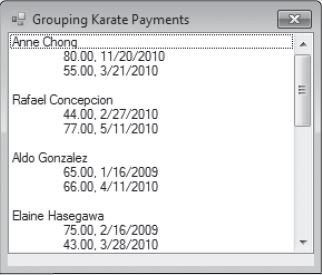 Grouping Karate Payments
Anne Chong
80.00, 11/20/2010
55.00, 3/21/2010
Rafael Concepcion
44.00, 2/27/2010
77.00, 5/11/2010
Aldo Gonzalez
65.00, 1/16/2009
66.00, 4/11/2010
Elaine Hasegawa
75.00, 2/16/2009
43.00, 3/28/2010